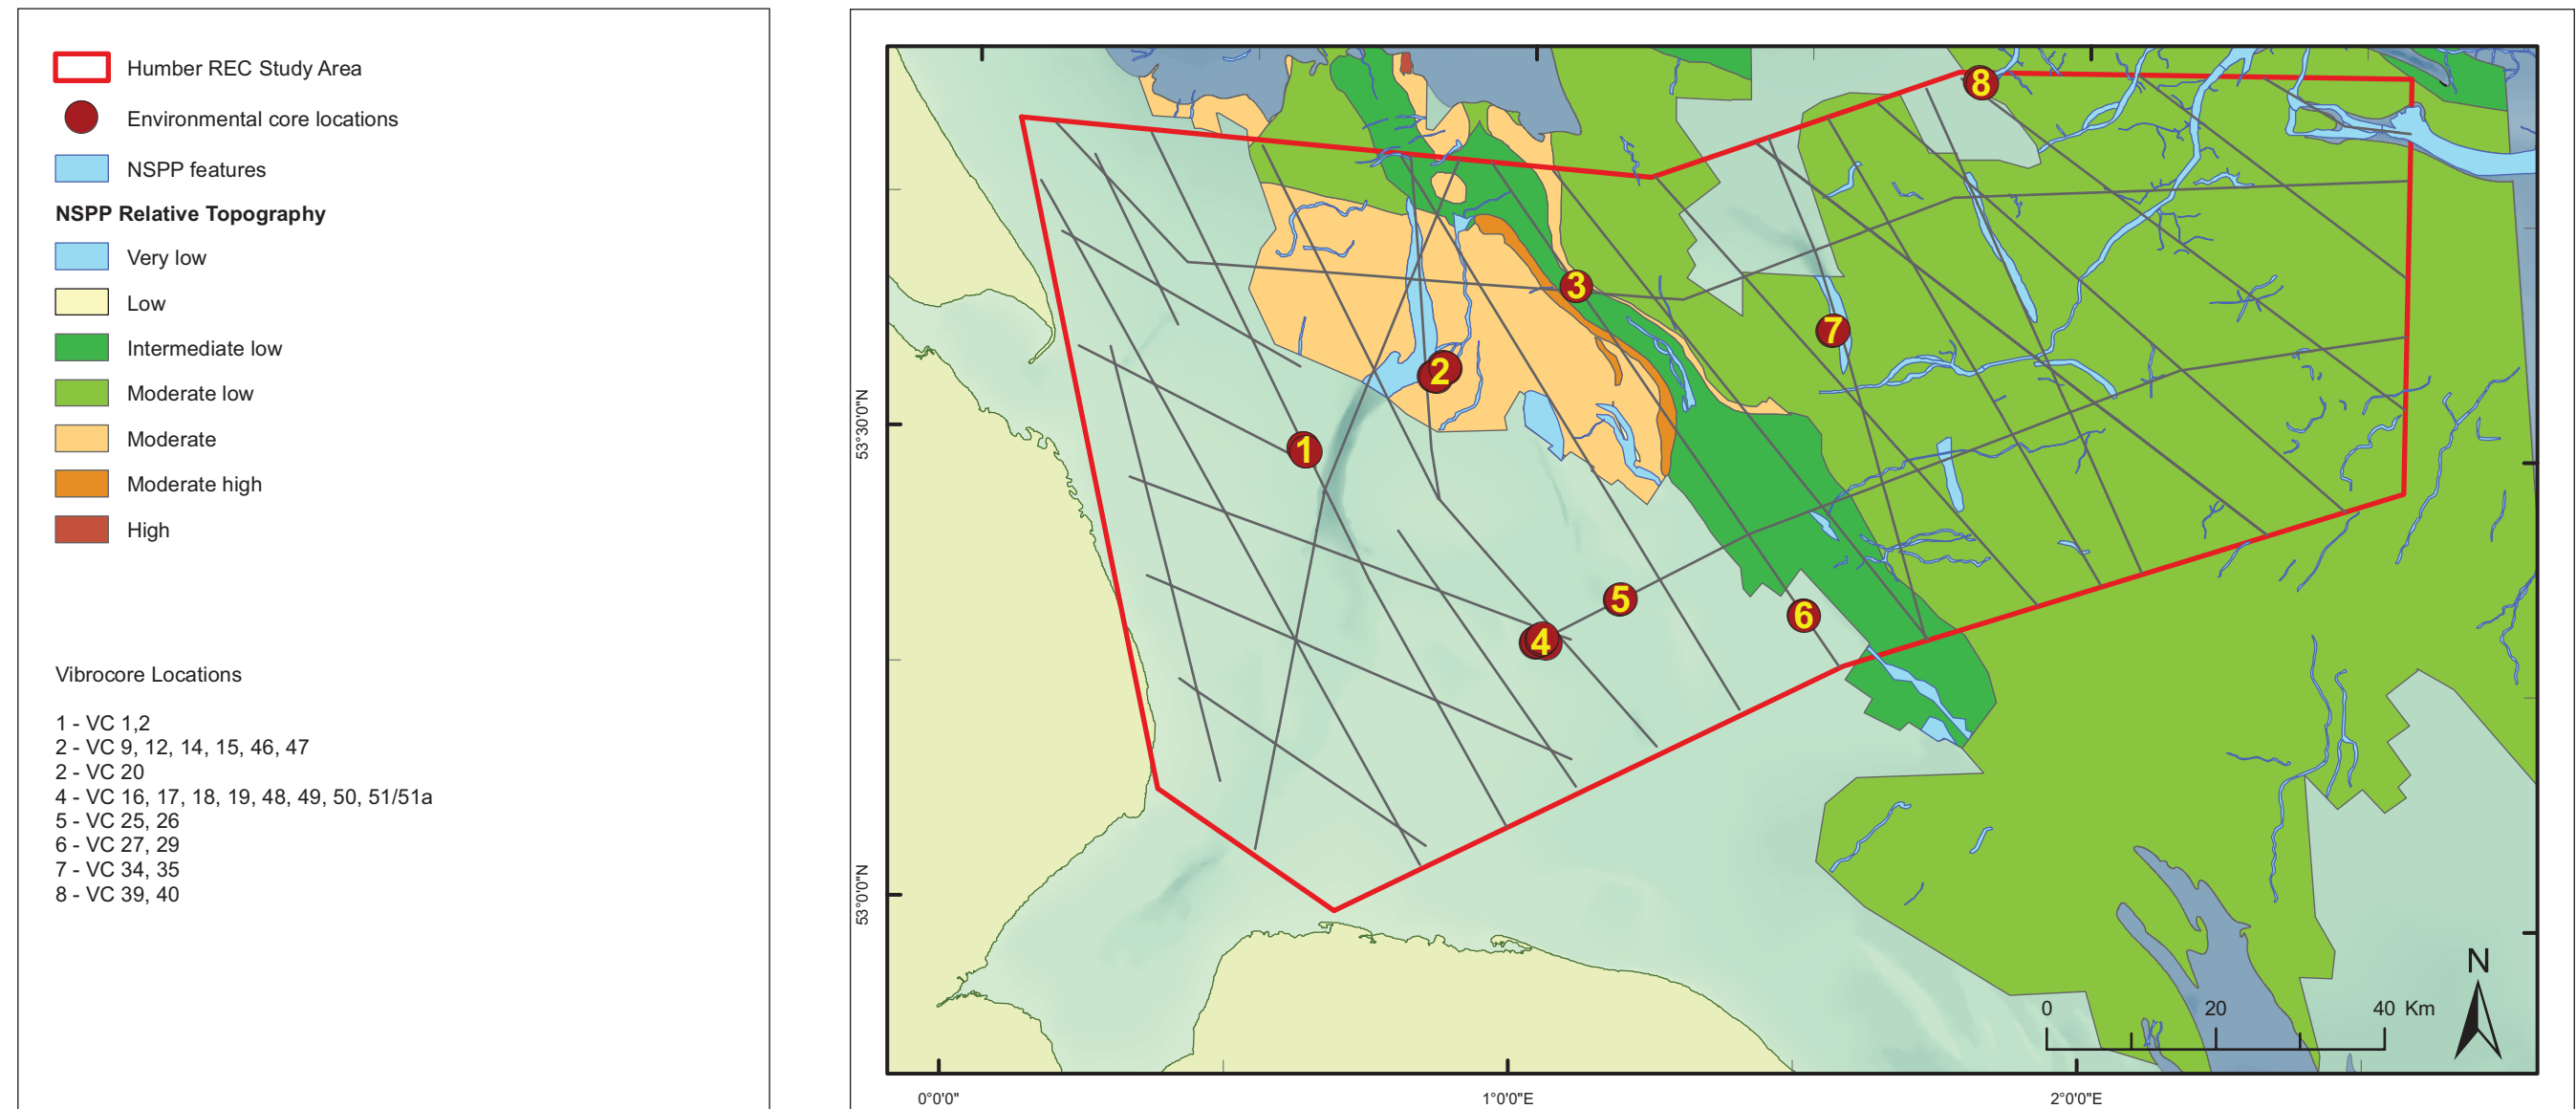 Humber REC Study Area
Environmental core locations
NSPP features
NSPP Relative Topography
Very low
Low
Intermediate low
Moderate low
Moderate
Moderate high
High
Vibrocore Locations
1 - VC 1,2
2 - VC 9, 12, 14, 15, 46, 47
2 - VC 20
4 - VC 16, 17, 18, 19, 48, 49, 50, 51/51a
5 - VC 25, 26
6 - VC 27, 29
7 - VC 34, 35
8 - VC 39, 40
8
3
7
2
1
5
6
4
53°30'0"N
53°0'0"N
N
0 20 40 Km
0°0'0" 1°0'0"E 2°0'0"E